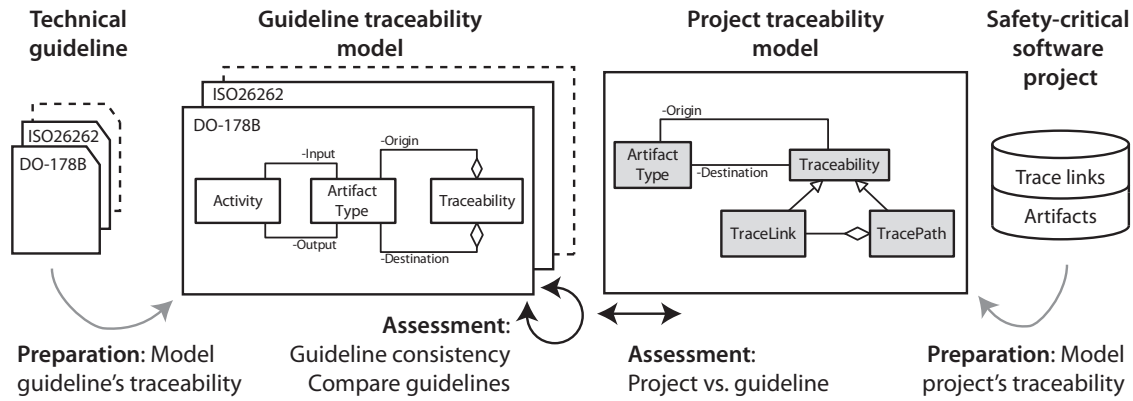 Technical
guideline
Guideline traceability
model
Project traceability
model
Safety-critical
software
project
ISO26262
DO-178B
ISO26262
DO-178B
-Origin
-Input
Activity
Artifact
Type
Traceability
-Output
-Destination
-Origin
Artifact
Type
-Destination
Traceability
TraceLink
TracePath
Trace links
Artifacts
Preparation: Model
guideline's traceability
Assessment:
Guideline consistency
Compare guidelines
Assessment:
Project vs. guideline
Preparation: Model
project's traceability